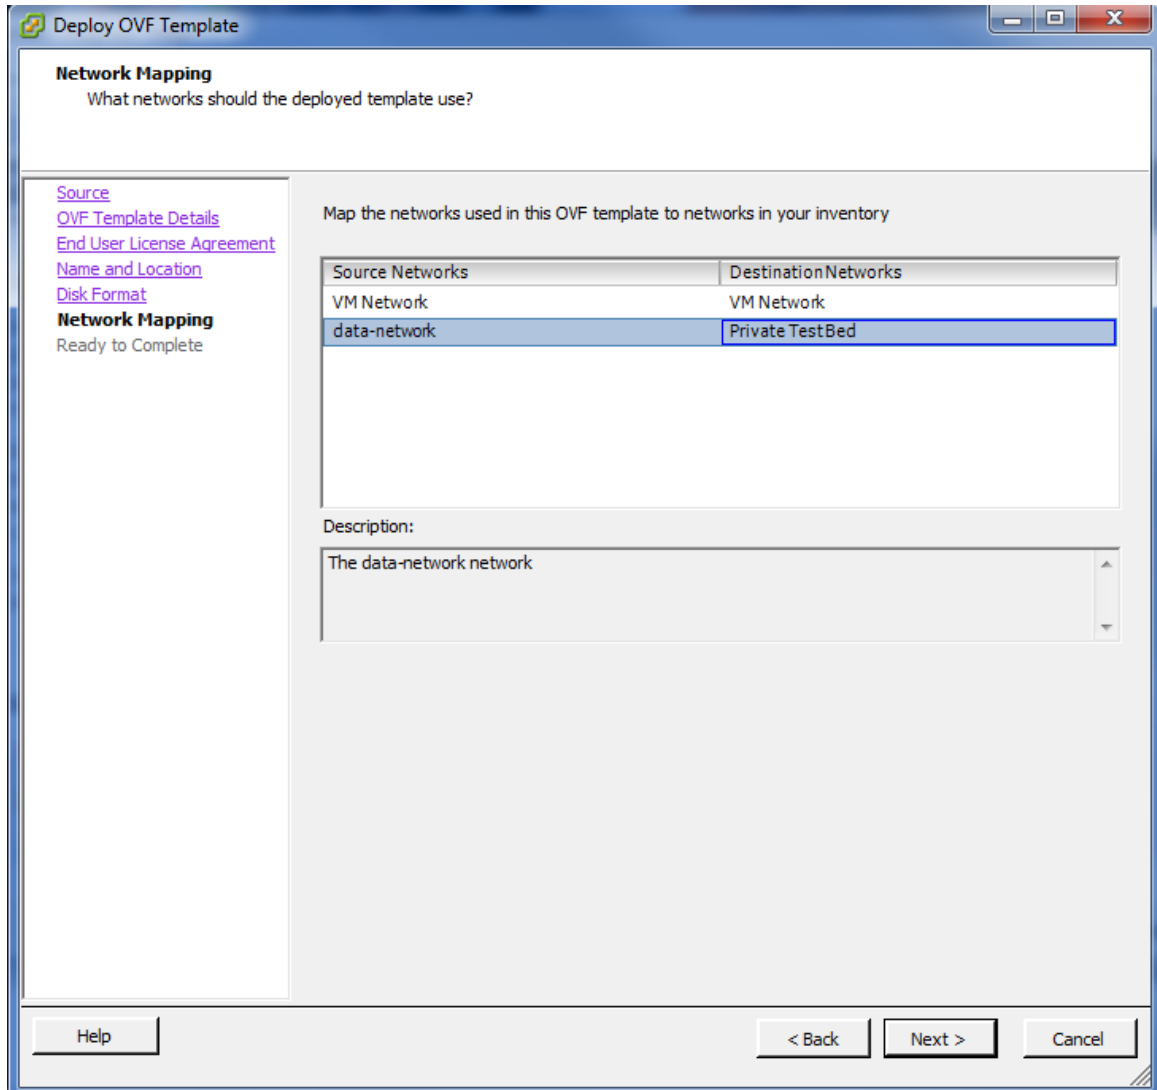 Deploy OVF Template
Network Mapping
What networks should the deployed template use?
Source
OVF Template Details
End User License Agreement
Name and Location
Disk Format
Network Mapping
Ready to Complete
Map the networks used in this OVF template to networks in your inventory
Source Networks Destination Networks
VM Network VM Network
data-network Private TestBed
Description:
The data-network network
Help < Back Next > Cancel